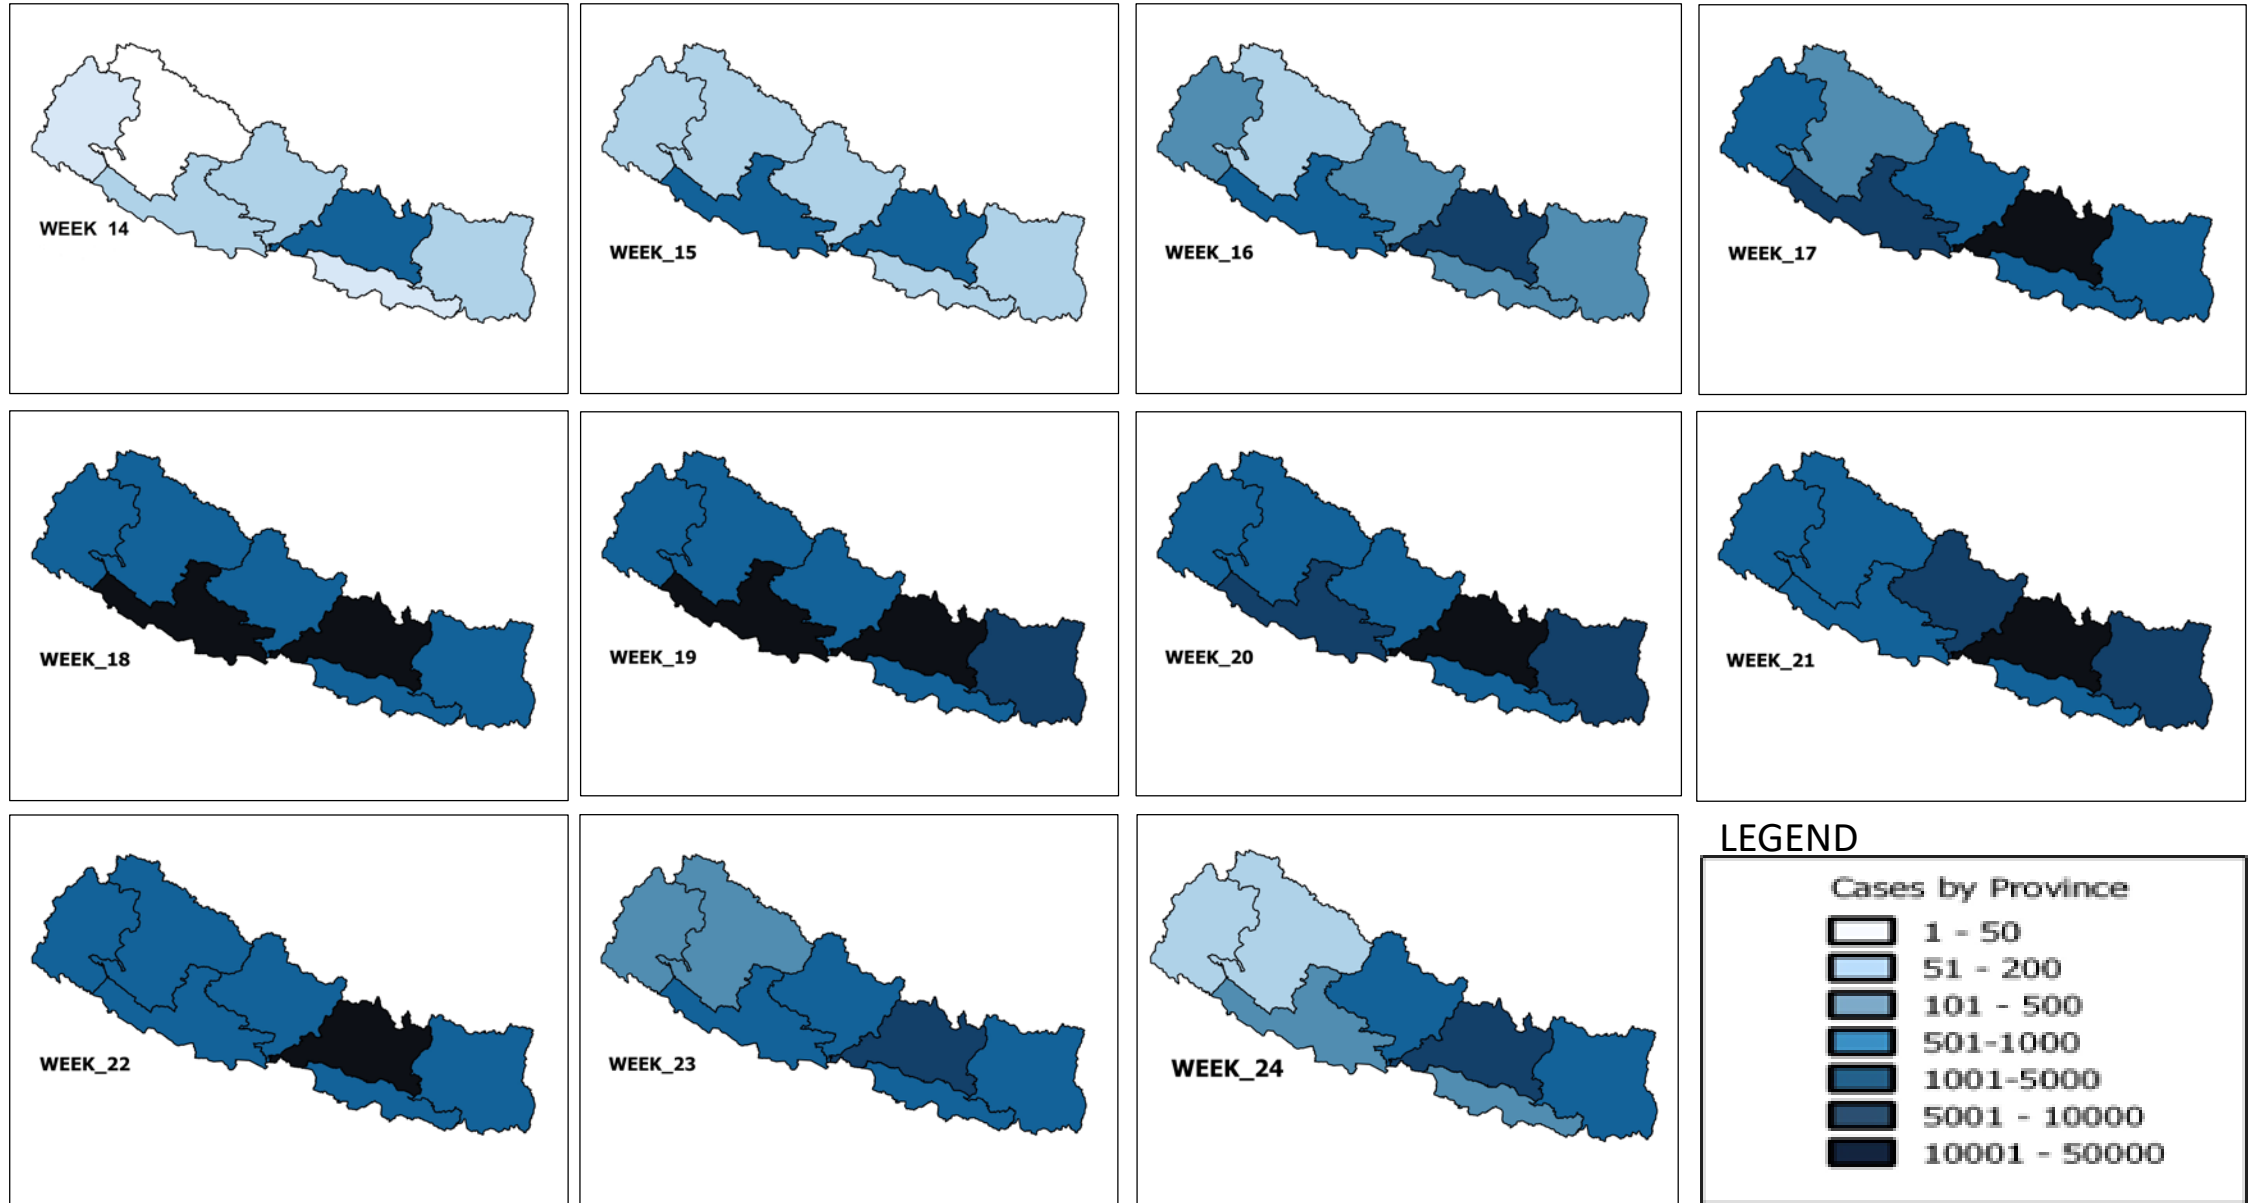 WEEK 14
WEEK_15
WEEK_16
WEEK_17
WEEK_18
WEEK_19
WEEK_20
WEEK_21
WEEK_22
WEEK_23
WEEK_24
LEGEND
Cases by Province
1 - 50
51 - 200
101 - 500
501-1000
1001-5000
5001 - 10000
10001 - 50000